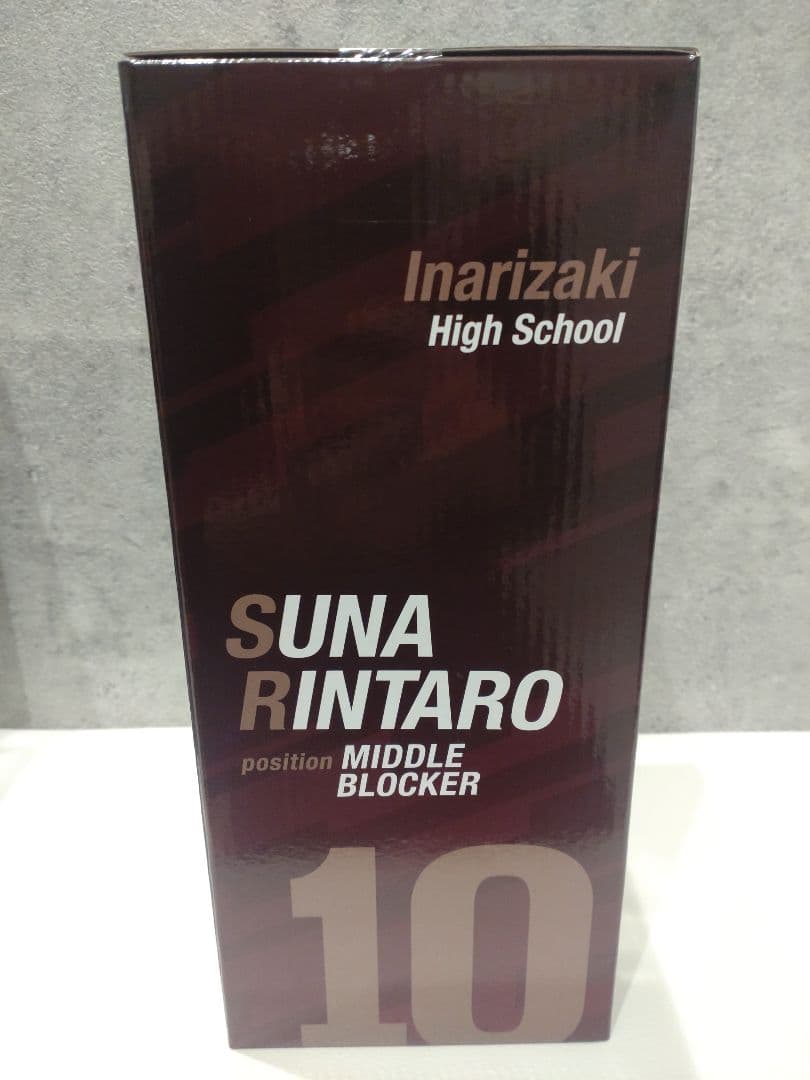 Inarizaki
High School
SUNA
RINTARO
position MIDDLE
BLOCKER
10